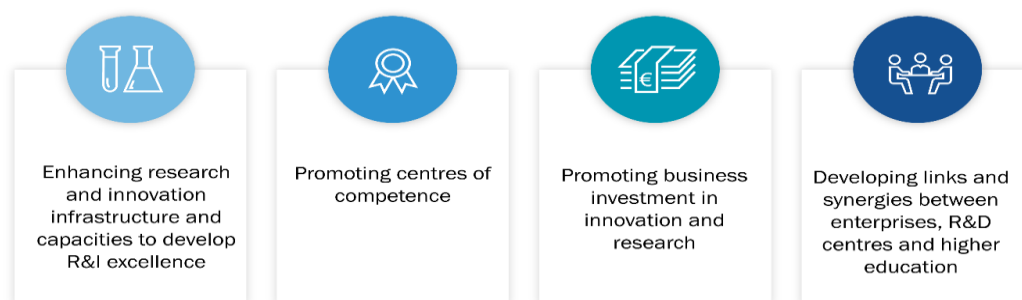 Enhancing research
and innovation
infrastructure and
capacities to develop
R&I excellence
Promoting centres of
competence
€
Promoting business
investment in
innovation and
research
Developing links and
synergies between
enterprises, R&D
centres and higher
education